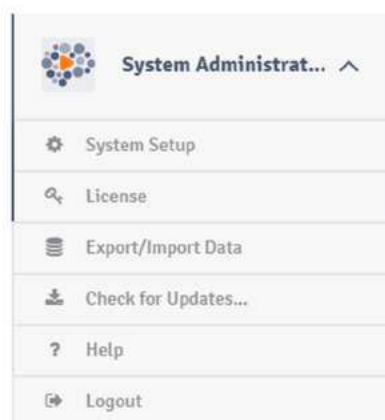 System Administrat...
System Setup
License
Export/Import Data
Check for Updates...
? Help
Logout